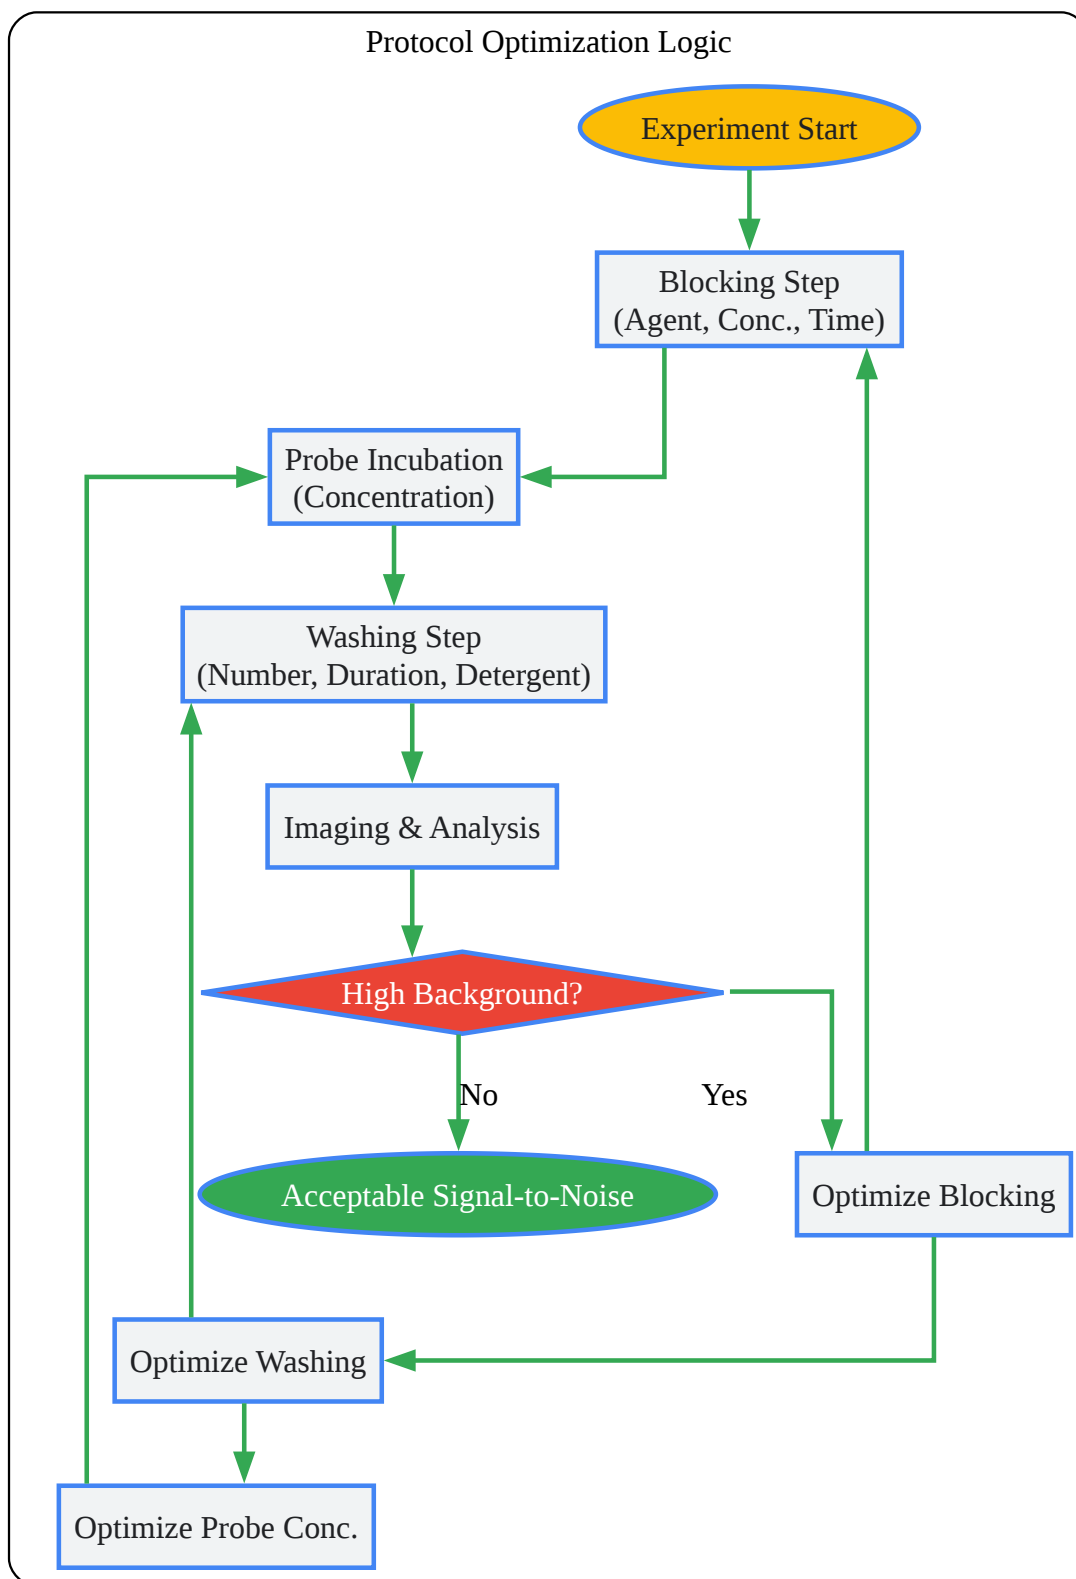 Protocol Optimization Logic
Experiment Start
Blocking Step
(Agent, Conc., Time)
Probe Incubation
(Concentration)
Washing Step
(Number, Duration, Detergent)
Imaging & Analysis
High Background?
No
Yes
Acceptable Signal-to-Noise
Optimize Blocking
Optimize Washing
Optimize Probe Conc.